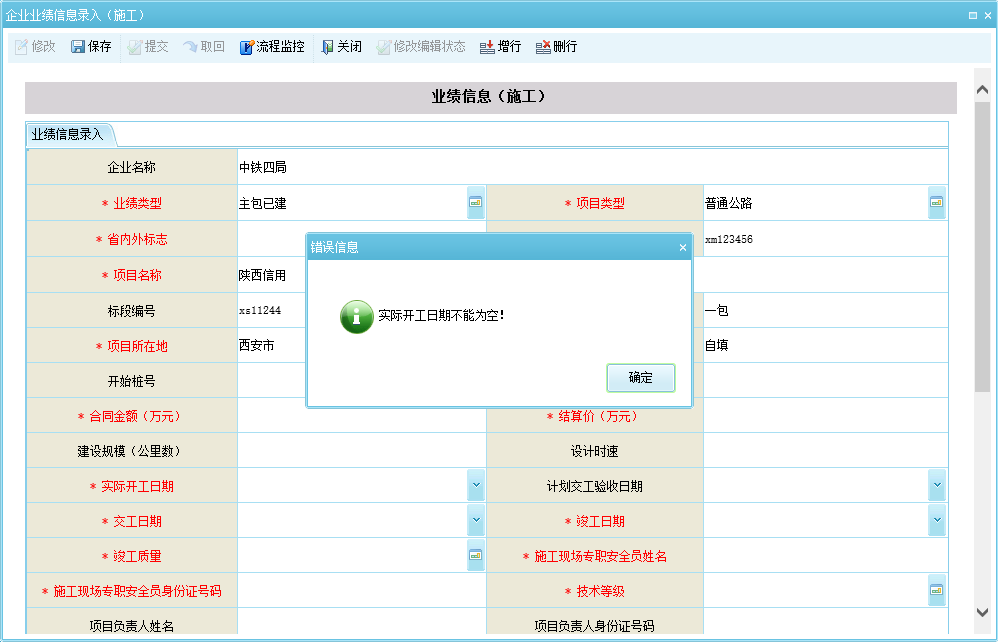 企业业绩信息录入（施工）
修改 保存 提交 取回 流程监控 关闭 修改编辑状态 增行 删行
业绩信息（施工）
业绩信息录入
企业名称 中铁四局
* 业绩类型 主包已建 * 项目类型 普通公路
* 省内外标志 xm123456
* 项目名称 陕西信用
标段编号 xs11244 一包
* 项目所在地 西安市 自填
开始桩号
* 合同金额（万元） * 结算价（万元）
建设规模（公里数） 设计时速
* 实际开工日期 计划交工验收日期
* 交工日期 * 竣工日期
* 竣工质量 * 施工现场专职安全员姓名
* 施工现场专职安全员身份证号码 * 技术等级
项目负责人姓名 项目负责人身份证号码
错误信息
实际开工日期不能为空!
确定